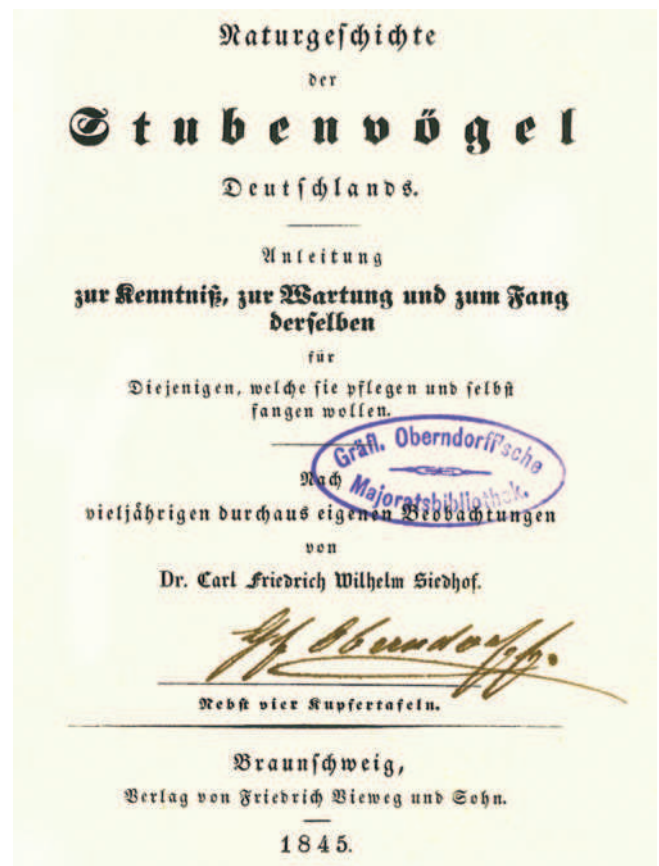 Naturgeſchichte
der
Stubenvögel
Deutſchlands.
Anleitung
zur Kenntniß, zur Wartung und zum Fang
derſelben
für
Diejenigen, welche ſie pflegen und ſelbſt
fangen wollen.
Gräfl. Oberndorff'sche
Majoratsbibliothek.
Nach
vieljährigen durchaus eigenen Beobachtungen
von
Dr. Carl Friedrich Wilhelm Siedhof.
Oberndorff.
Nebſt vier Kupfertafeln.
Braunſchweig,
Verlag von Friedrich Vieweg und Sohn.
1845.